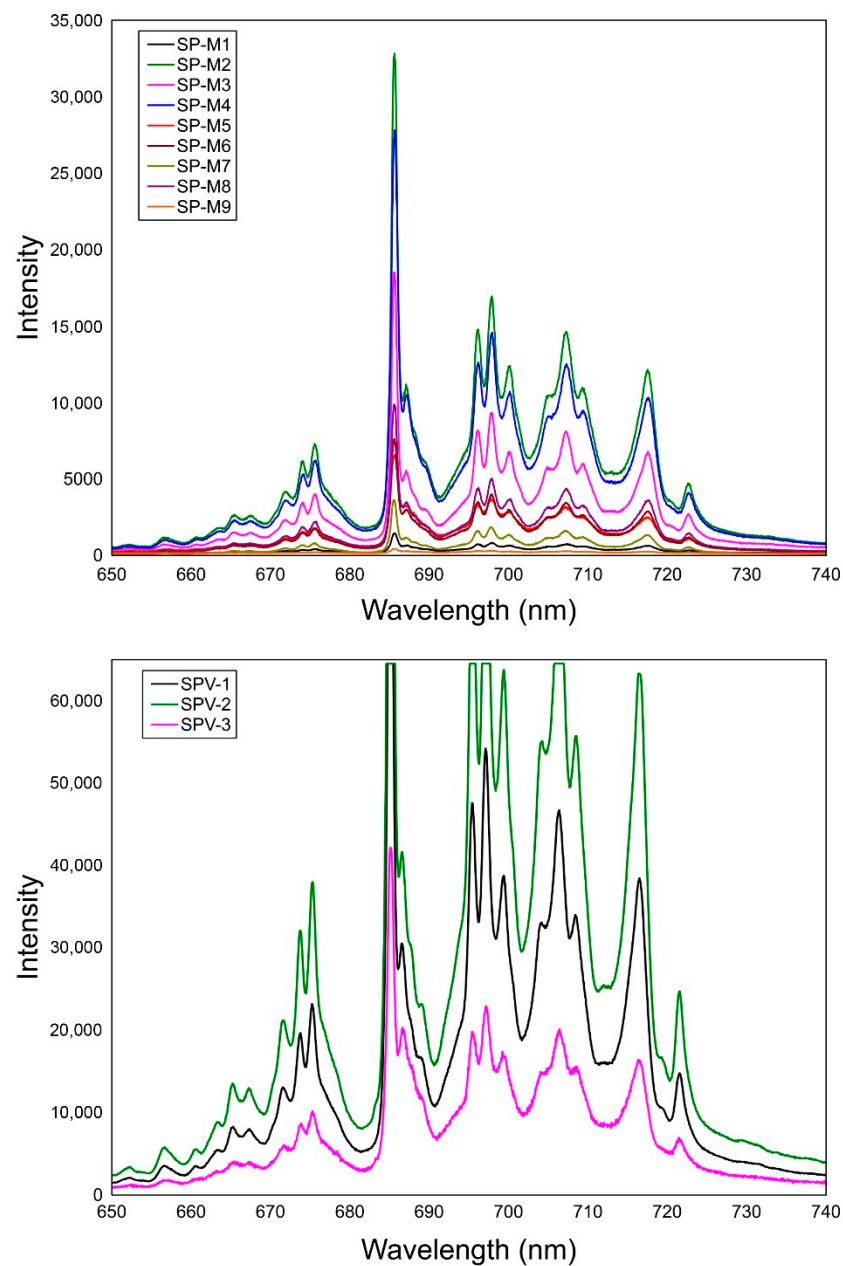 35,000
30,000
25,000
20,000
15,000
10,000
5000
0
Intensity
SP-M1
SP-M2
SP-M3
SP-M4
SP-M5
SP-M6
SP-M7
SP-M8
SP-M9
650 660 670 680 690 700 710 720 730 740
Wavelength (nm)
60,000
50,000
40,000
30,000
20,000
10,000
0
Intensity
SPV-1
SPV-2
SPV-3
650 660 670 680 690 700 710 720 730 740
Wavelength (nm)